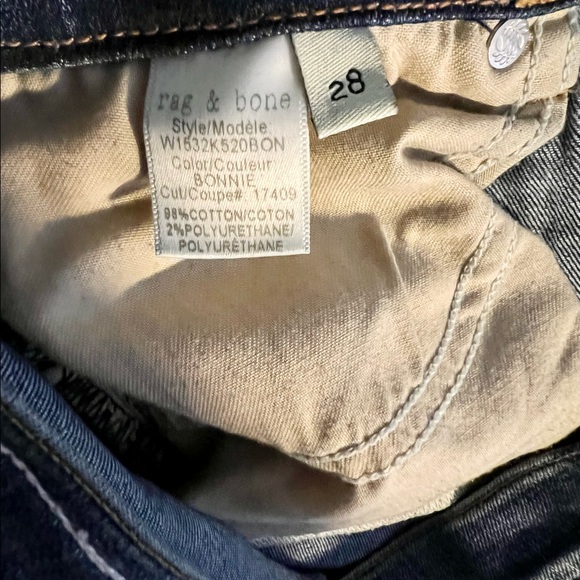 rag & bone
Style/Modèle:
W1532K520BON
Color/Couleur:
BONNIE
Cut/Coupe#: 17409
98%COTTON/COTON
2%POLYURETHANE/
POLYURÉTHANE
28